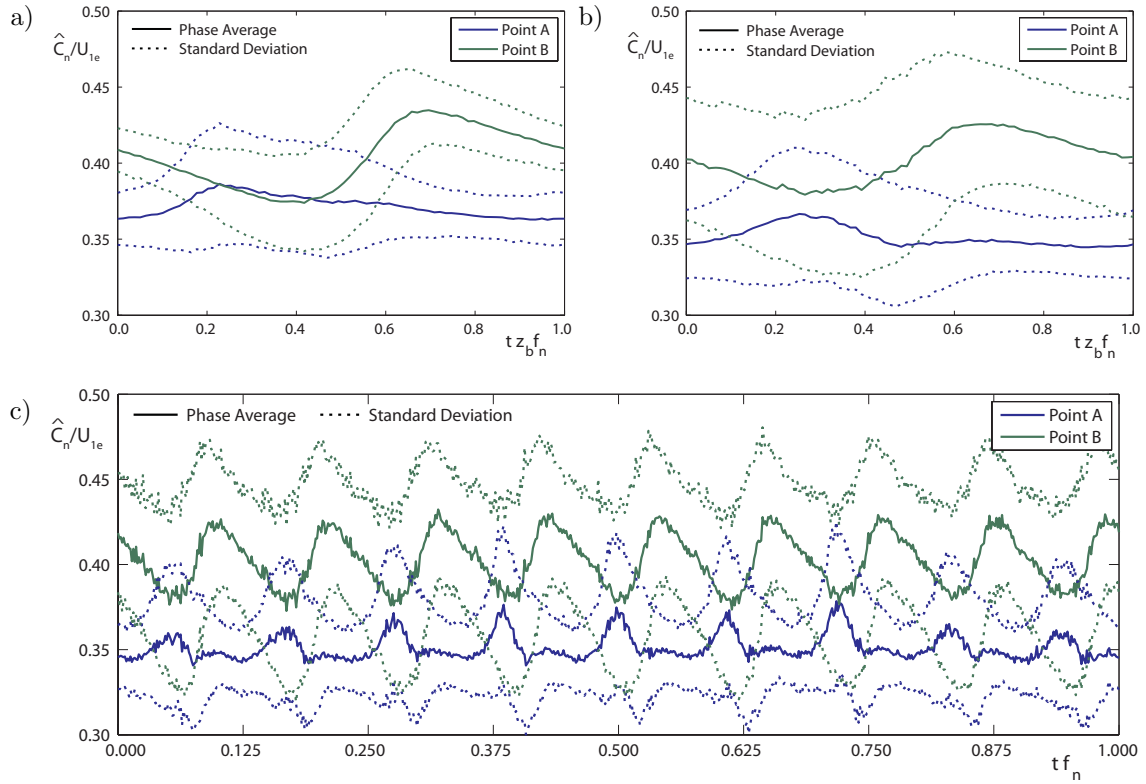 a)
0.50
Ĉn/U1e
Phase Average
Standard Deviation
Point A
Point B
0.45
0.40
0.35
0.30
0.0 0.2 0.4 0.6 0.8 1.0
t zb fn
b)
0.50
Ĉn/U1e
Phase Average
Standard Deviation
Point A
Point B
0.45
0.40
0.35
0.30
0.0 0.2 0.4 0.6 0.8 1.0
t zb fn
c)
0.50
Ĉn/U1e
Phase Average Standard Deviation
Point A
Point B
0.45
0.40
0.35
0.30
0.000 0.125 0.250 0.375 0.500 0.625 0.750 0.875 1.000
t fn